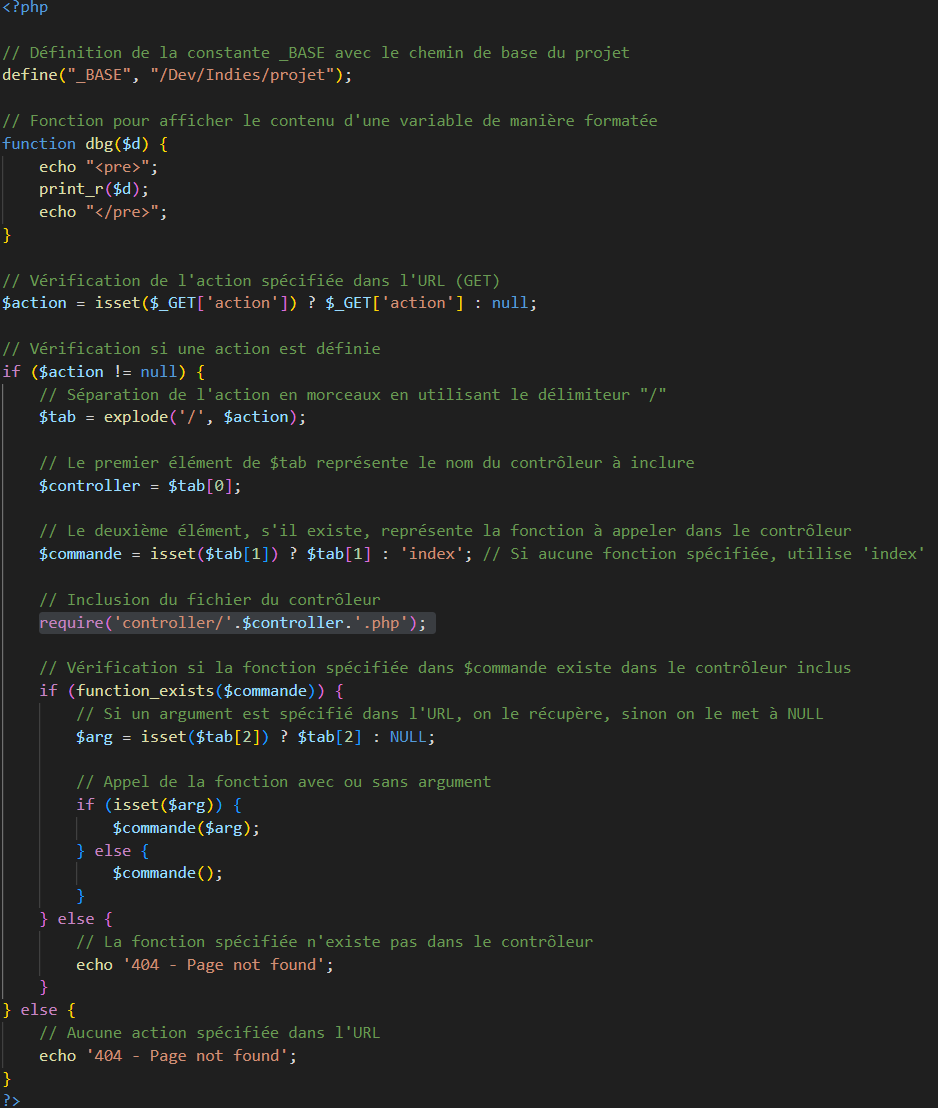 <?php
// Définition de la constante _BASE avec le chemin de base du projet
define("_BASE", "/Dev/Indies/projet");
// Fonction pour afficher le contenu d'une variable de manière formatée
function dbg($d) {
    echo "<pre>";
    print_r($d);
    echo "</pre>";
}
// Vérification de l'action spécifiée dans l'URL (GET)
$action = isset($_GET['action']) ? $_GET['action'] : null;
// Vérification si une action est définie
if ($action != null) {
    // Séparation de l'action en morceaux en utilisant le délimiteur "/"
    $tab = explode('/', $action);
    // Le premier élément de $tab représente le nom du contrôleur à inclure
    $controller = $tab[0];
    // Le deuxième élément, s'il existe, représente la fonction à appeler dans le contrôleur
    $commande = isset($tab[1]) ? $tab[1] : 'index'; // Si aucune fonction spécifiée, utilise 'index'
    // Inclusion du fichier du contrôleur
    require('controller/'.$controller.'.php');
    // Vérification si la fonction spécifiée dans $commande existe dans le contrôleur inclus
    if (function_exists($commande)) {
        // Si un argument est spécifié dans l'URL, on le récupère, sinon on le met à NULL
        $arg = isset($tab[2]) ? $tab[2] : NULL;
        // Appel de la fonction avec ou sans argument
        if (isset($arg)) {
            $commande($arg);
        } else {
            $commande();
        }
    } else {
        // La fonction spécifiée n'existe pas dans le contrôleur
        echo '404 - Page not found';
    }
} else {
    // Aucune action spécifiée dans l'URL
    echo '404 - Page not found';
}
?>